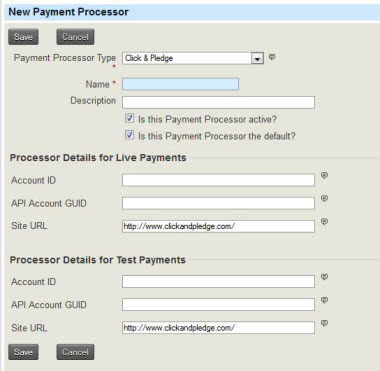 New Payment Processor
Save Cancel
Payment Processor Type * Click & Pledge
Name *
Description
Is this Payment Processor active?
Is this Payment Processor the default?
Processor Details for Live Payments
Account ID
API Account GUID
Site URL http://www.clickandpledge.com/
Processor Details for Test Payments
Account ID
API Account GUID
Site URL http://www.clickandpledge.com/
Save Cancel